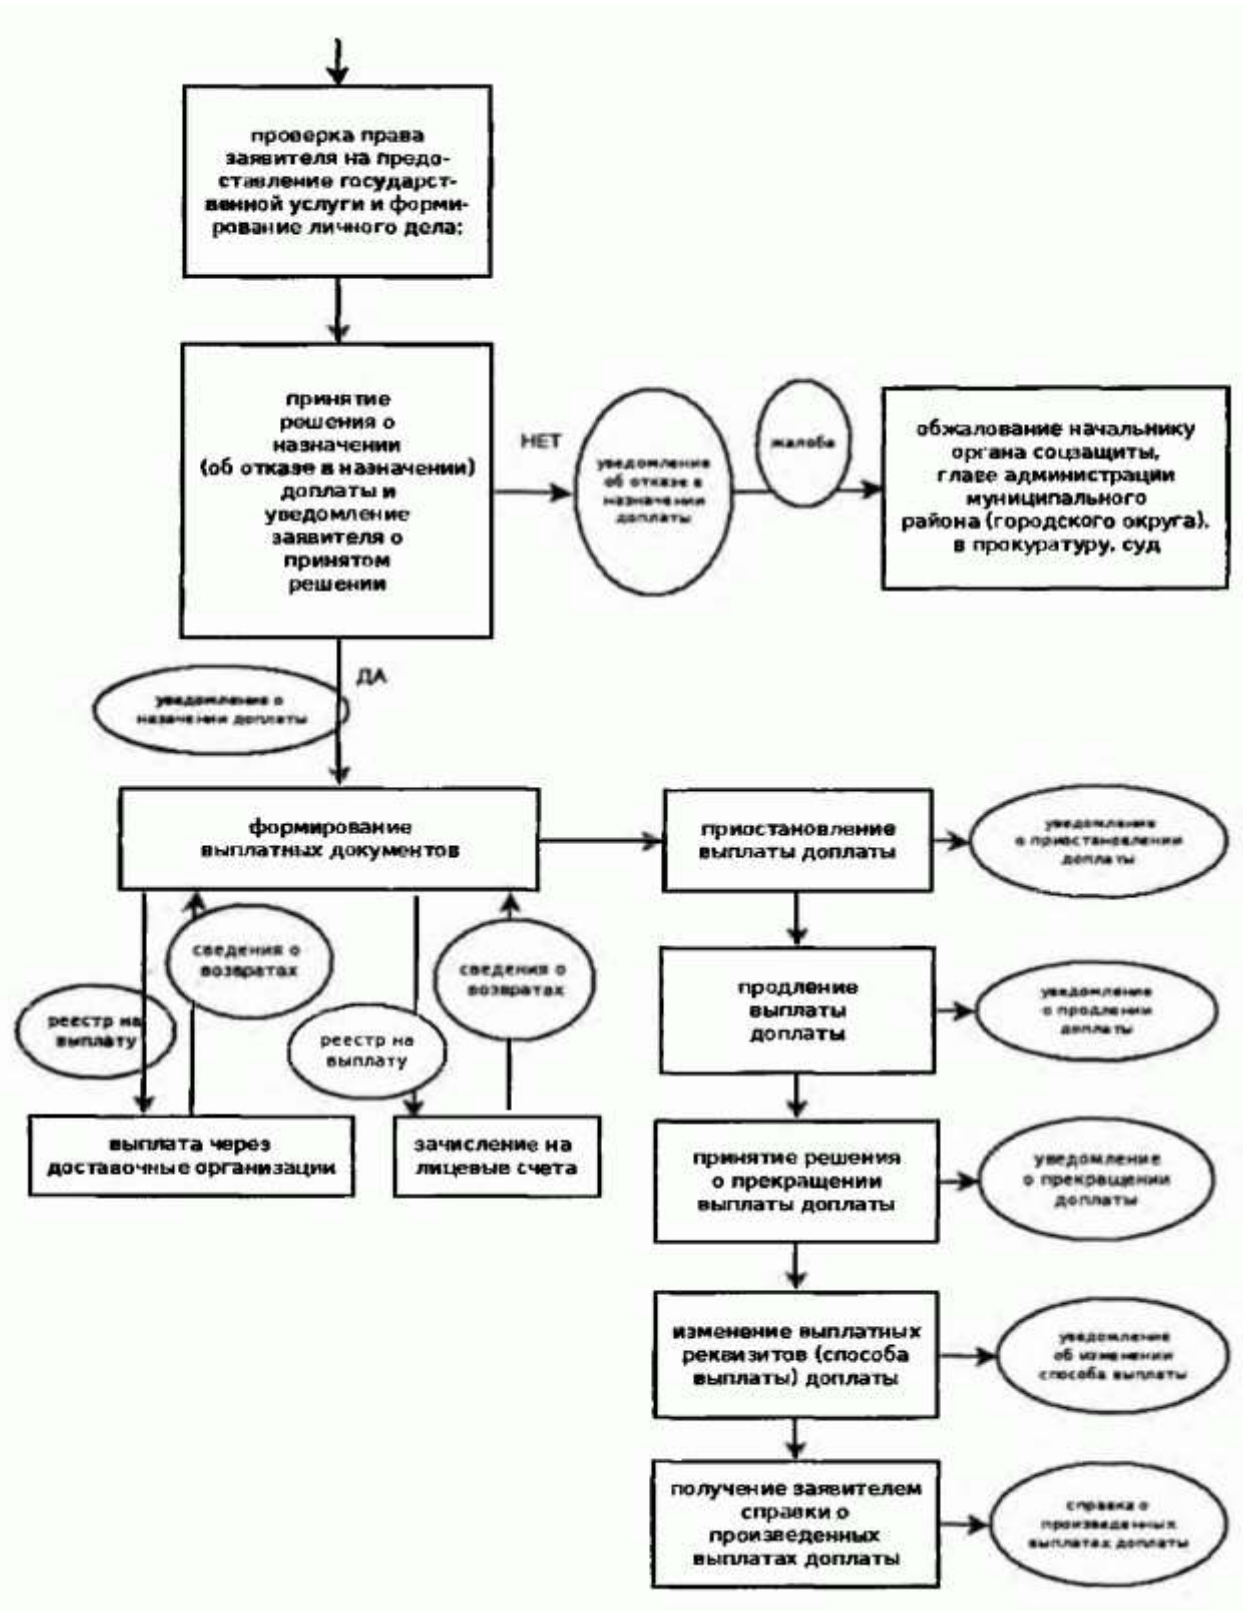 проверка права
заявителя на предо-
ставление государст-
венной услуги и форми-
рование личного дела;
принятие
решения о
назначении
(об отказе в назначении)
доплаты и
уведомление
заявителя о
принятом
решении
НЕТ
уведомление
об отказе в
назначении
доплаты
жалоба
обжалование начальнику
органа соцзащиты,
главе администрации
муниципального
района (городского округа),
в прокуратуру, суд
ДА
уведомление о
назачении доплаты
формирование
выплатных документов
приостановление
выплаты доплаты
уведомление
о приостановлении
доплаты
сведения о
возвратах
сведения о
возвратах
реестр на
выплату
реестр на
выплату
продление
выплаты
доплаты
уведомление
о продлении
доплаты
выплата через
доставочные организации
зачисление на
лицевые счета
принятие решения
о прекращении
выплаты доплаты
уведомление
о прекращении
доплаты
изменение выплатных
реквизитов (способа
выплаты) доплаты
уведомление
об изменении
способа выплаты
получение заявителем
справки о
произведенных
выплатах доплаты
справка о
произведенных
выплатах доплаты